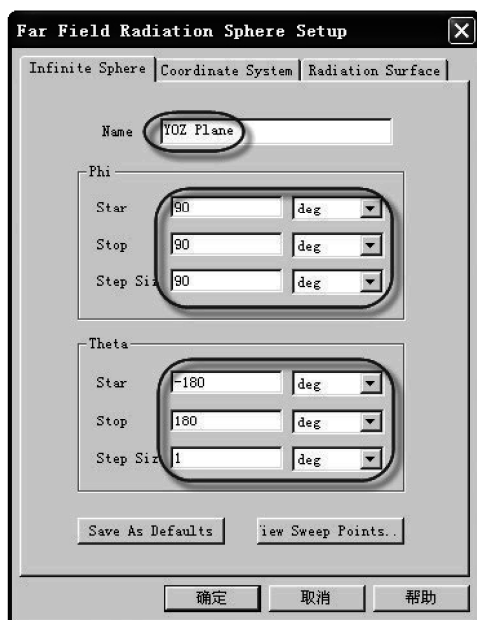 Far Field Radiation Sphere Setup
Infinite Sphere Coordinate System Radiation Surface
Name YOZ Plane
Phi
Star 90 deg
Stop 90 deg
Step Siz 90 deg
Theta
Star -180 deg
Stop 180 deg
Step Siz 1 deg
Save As Defaults iew Sweep Points..
确定 取消 帮助